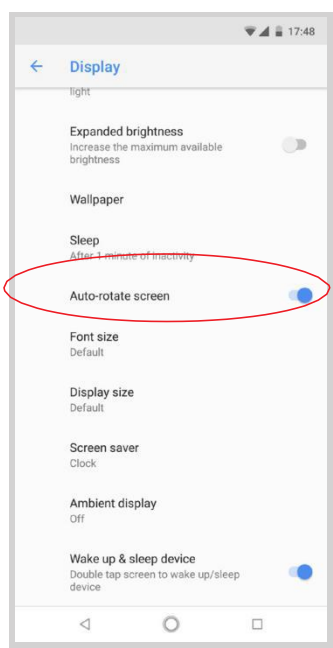 17:48
Display
light
Expanded brightness
Increase the maximum available
brightness
Wallpaper
Sleep
After 1 minute of inactivity
Auto-rotate screen
Font size
Default
Display size
Default
Screen saver
Clock
Ambient display
Off
Wake up & sleep device
Double tap screen to wake up/sleep
device